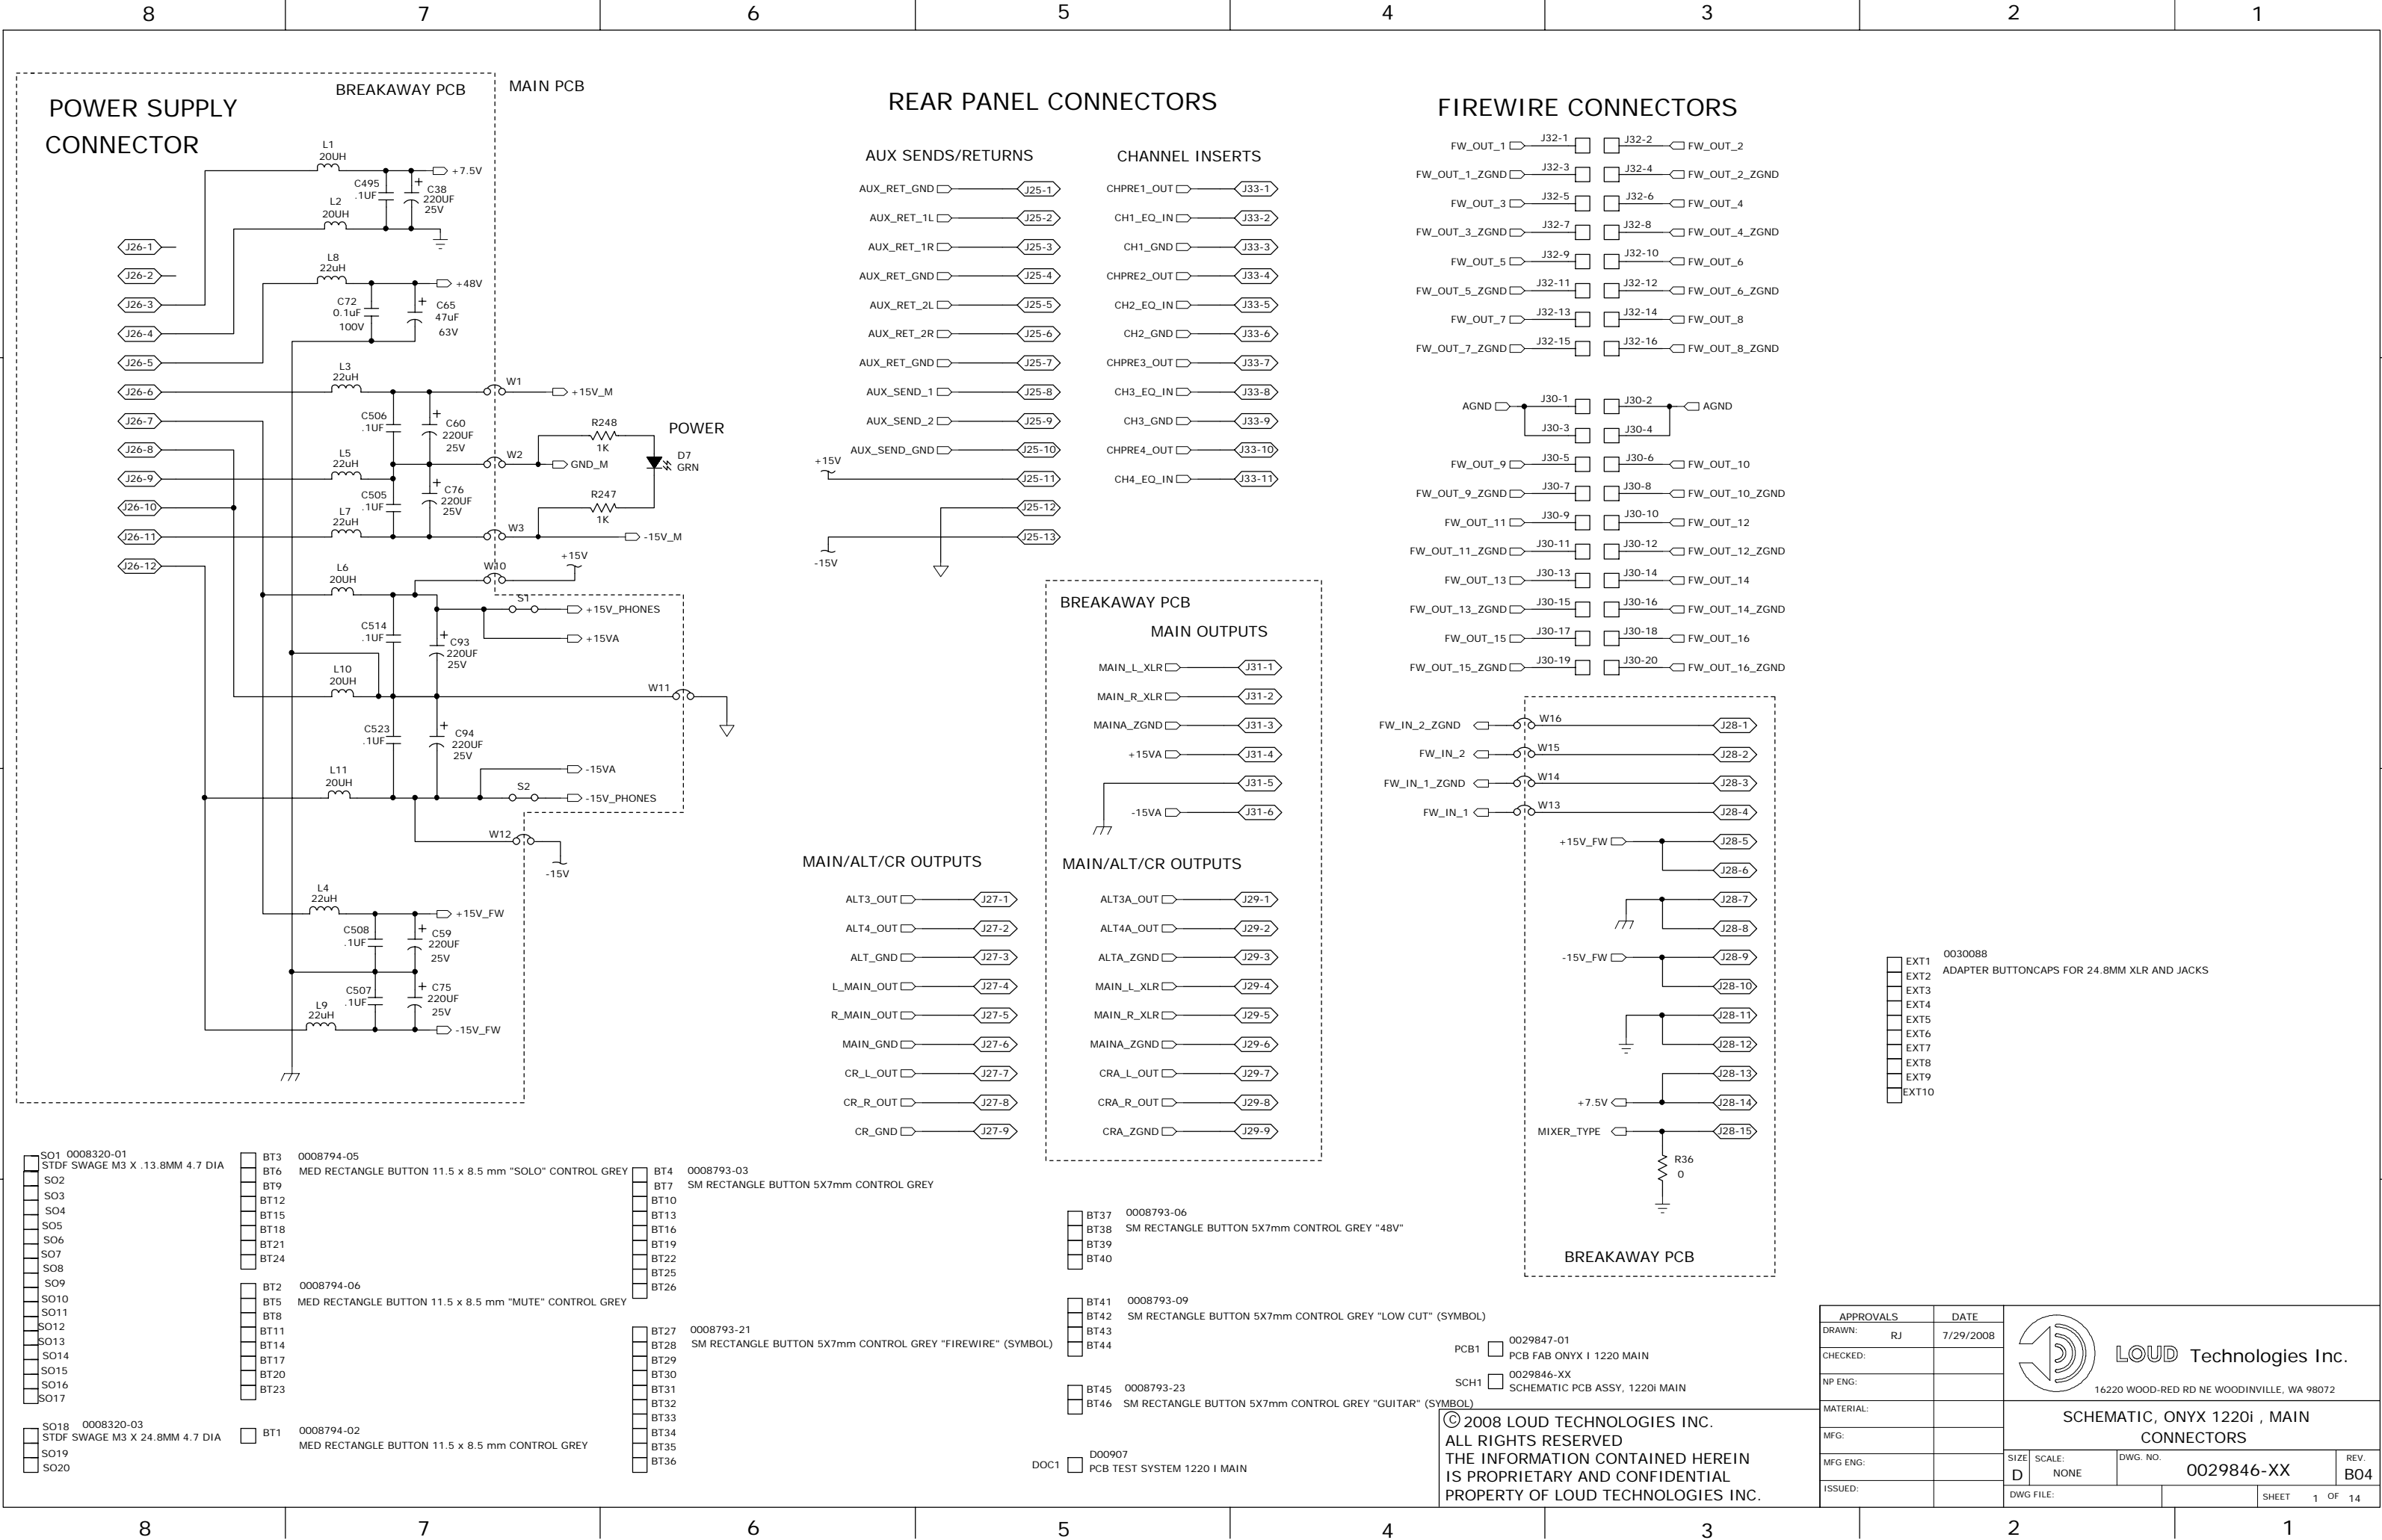 8 7 6 5 4 3 2 1
POWER SUPPLY
CONNECTOR
BREAKAWAY PCB
MAIN PCB
L1
20UH
C495
.1UF
+
C38
220UF
25V
+7.5V
L2
20UH
J26-1
J26-2
J26-3
J26-4
J26-5
J26-6
J26-7
J26-8
J26-9
J26-10
J26-11
J26-12
L8
22uH
+48V
C72
0.1uF
100V
+
C65
47uF
63V
L3
22uH
W1
+15V_M
C506
.1UF
+
C60
220UF
25V
L5
22uH
W2
GND_M
R248
1K
POWER
D7
GRN
R247
1K
C505
.1UF
+
C76
220UF
25V
L7
22uH
W3
-15V_M
+15V
W10
L6
20UH
S1
+15V_PHONES
+15VA
C514
.1UF
+
C93
220UF
25V
L10
20UH
W11
C523
.1UF
+
C94
220UF
25V
L11
20UH
-15VA
S2
-15V_PHONES
W12
-15V
L4
22uH
+15V_FW
C508
.1UF
+
C59
220UF
25V
C507
.1UF
+
C75
220UF
25V
L9
22uH
-15V_FW
REAR PANEL CONNECTORS
AUX SENDS/RETURNS
AUX_RET_GND J25-1
AUX_RET_1L J25-2
AUX_RET_1R J25-3
AUX_RET_GND J25-4
AUX_RET_2L J25-5
AUX_RET_2R J25-6
AUX_RET_GND J25-7
AUX_SEND_1 J25-8
AUX_SEND_2 J25-9
AUX_SEND_GND J25-10
+15V J25-11
J25-12
J25-13
-15V
CHANNEL INSERTS
CHPRE1_OUT J33-1
CH1_EQ_IN J33-2
CH1_GND J33-3
CHPRE2_OUT J33-4
CH2_EQ_IN J33-5
CH2_GND J33-6
CHPRE3_OUT J33-7
CH3_EQ_IN J33-8
CH3_GND J33-9
CHPRE4_OUT J33-10
CH4_EQ_IN J33-11
BREAKAWAY PCB
MAIN OUTPUTS
MAIN_L_XLR J31-1
MAIN_R_XLR J31-2
MAINA_ZGND J31-3
+15VA J31-4
J31-5
-15VA J31-6
MAIN/ALT/CR OUTPUTS
ALT3_OUT J27-1
ALT4_OUT J27-2
ALT_GND J27-3
L_MAIN_OUT J27-4
R_MAIN_OUT J27-5
MAIN_GND J27-6
CR_L_OUT J27-7
CR_R_OUT J27-8
CR_GND J27-9
MAIN/ALT/CR OUTPUTS
ALT3A_OUT J29-1
ALT4A_OUT J29-2
ALTA_ZGND J29-3
MAIN_L_XLR J29-4
MAIN_R_XLR J29-5
MAINA_ZGND J29-6
CRA_L_OUT J29-7
CRA_R_OUT J29-8
CRA_ZGND J29-9
FIREWIRE CONNECTORS
FW_OUT_1 J32-1 J32-2 FW_OUT_2
FW_OUT_1_ZGND J32-3 J32-4 FW_OUT_2_ZGND
FW_OUT_3 J32-5 J32-6 FW_OUT_4
FW_OUT_3_ZGND J32-7 J32-8 FW_OUT_4_ZGND
FW_OUT_5 J32-9 J32-10 FW_OUT_6
FW_OUT_5_ZGND J32-11 J32-12 FW_OUT_6_ZGND
FW_OUT_7 J32-13 J32-14 FW_OUT_8
FW_OUT_7_ZGND J32-15 J32-16 FW_OUT_8_ZGND
AGND J30-1 J30-2 AGND
J30-3 J30-4
FW_OUT_9 J30-5 J30-6 FW_OUT_10
FW_OUT_9_ZGND J30-7 J30-8 FW_OUT_10_ZGND
FW_OUT_11 J30-9 J30-10 FW_OUT_12
FW_OUT_11_ZGND J30-11 J30-12 FW_OUT_12_ZGND
FW_OUT_13 J30-13 J30-14 FW_OUT_14
FW_OUT_13_ZGND J30-15 J30-16 FW_OUT_14_ZGND
FW_OUT_15 J30-17 J30-18 FW_OUT_16
FW_OUT_15_ZGND J30-19 J30-20 FW_OUT_16_ZGND
FW_IN_2_ZGND W16 J28-1
FW_IN_2 W15 J28-2
FW_IN_1_ZGND W14 J28-3
FW_IN_1 W13 J28-4
+15V_FW J28-5
J28-6
J28-7
J28-8
-15V_FW J28-9
J28-10
J28-11
J28-12
J28-13
+7.5V J28-14
MIXER_TYPE J28-15
R36
0
BREAKAWAY PCB
EXT1 0030088
EXT2 ADAPTER BUTTONCAPS FOR 24.8MM XLR AND JACKS
EXT3
EXT4
EXT5
EXT6
EXT7
EXT8
EXT9
EXT10
SO1 0008320-01
STDF SWAGE M3 X .13.8MM 4.7 DIA
SO2
SO3
SO4
SO5
SO6
SO7
SO8
SO9
SO10
SO11
SO12
SO13
SO14
SO15
SO16
SO17
SO18 0008320-03
STDF SWAGE M3 X 24.8MM 4.7 DIA
SO19
SO20
BT3 0008794-05
BT6 MED RECTANGLE BUTTON 11.5 x 8.5 mm "SOLO" CONTROL GREY
BT9
BT12
BT15
BT18
BT21
BT24
BT2 0008794-06
BT5 MED RECTANGLE BUTTON 11.5 x 8.5 mm "MUTE" CONTROL GREY
BT8
BT11
BT14
BT17
BT20
BT23
BT1 0008794-02
MED RECTANGLE BUTTON 11.5 x 8.5 mm CONTROL GREY
BT4 0008793-03
BT7 SM RECTANGLE BUTTON 5X7mm CONTROL GREY
BT10
BT13
BT16
BT19
BT22
BT25
BT26
BT27 0008793-21
BT28 SM RECTANGLE BUTTON 5X7mm CONTROL GREY "FIREWIRE" (SYMBOL)
BT29
BT30
BT31
BT32
BT33
BT34
BT35
BT36
BT37 0008793-06
BT38 SM RECTANGLE BUTTON 5X7mm CONTROL GREY "48V"
BT39
BT40
BT41 0008793-09
BT42 SM RECTANGLE BUTTON 5X7mm CONTROL GREY "LOW CUT" (SYMBOL)
BT43
BT44
BT45 0008793-23
BT46 SM RECTANGLE BUTTON 5X7mm CONTROL GREY "GUITAR" (SYMBOL)
DOC1 D00907
PCB TEST SYSTEM 1220 I MAIN
PCB1 0029847-01
PCB FAB ONYX I 1220 MAIN
SCH1 0029846-XX
SCHEMATIC PCB ASSY, 1220i MAIN
© 2008 LOUD TECHNOLOGIES INC.
ALL RIGHTS RESERVED
THE INFORMATION CONTAINED HEREIN
IS PROPRIETARY AND CONFIDENTIAL
PROPERTY OF LOUD TECHNOLOGIES INC.
APPROVALS DATE
DRAWN: RJ 7/29/2008
CHECKED:
NP ENG:
MATERIAL:
MFG:
MFG ENG:
ISSUED:
LOUD Technologies Inc.
16220 WOOD-RED RD NE WOODINVILLE, WA 98072
SCHEMATIC, ONYX 1220i , MAIN
CONNECTORS
SIZE SCALE: DWG. NO. REV.
D NONE 0029846-XX B04
DWG FILE: SHEET 1 OF 14
8 7 6 5 4 3 2 1